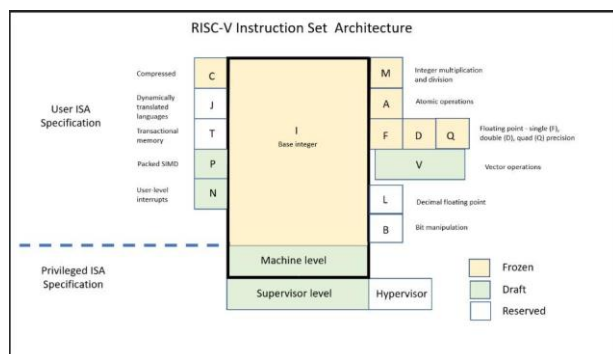 RISC-V Instruction Set Architecture
User ISA
Specification
Privileged ISA
Specification
Compressed
C
Dynamically
translated
languages
J
Transactional
memory
T
Packed SIMD
P
User-level
interrupts
N
I
Base integer
Machine level
Supervisor level
Hypervisor
M
Integer multiplication
and division
A
Atomic operations
F
D
Q
Floating point - single (F),
double (D), quad (Q) precision
V
Vector operations
L
Decimal floating point
B
Bit manipulation
Frozen
Draft
Reserved